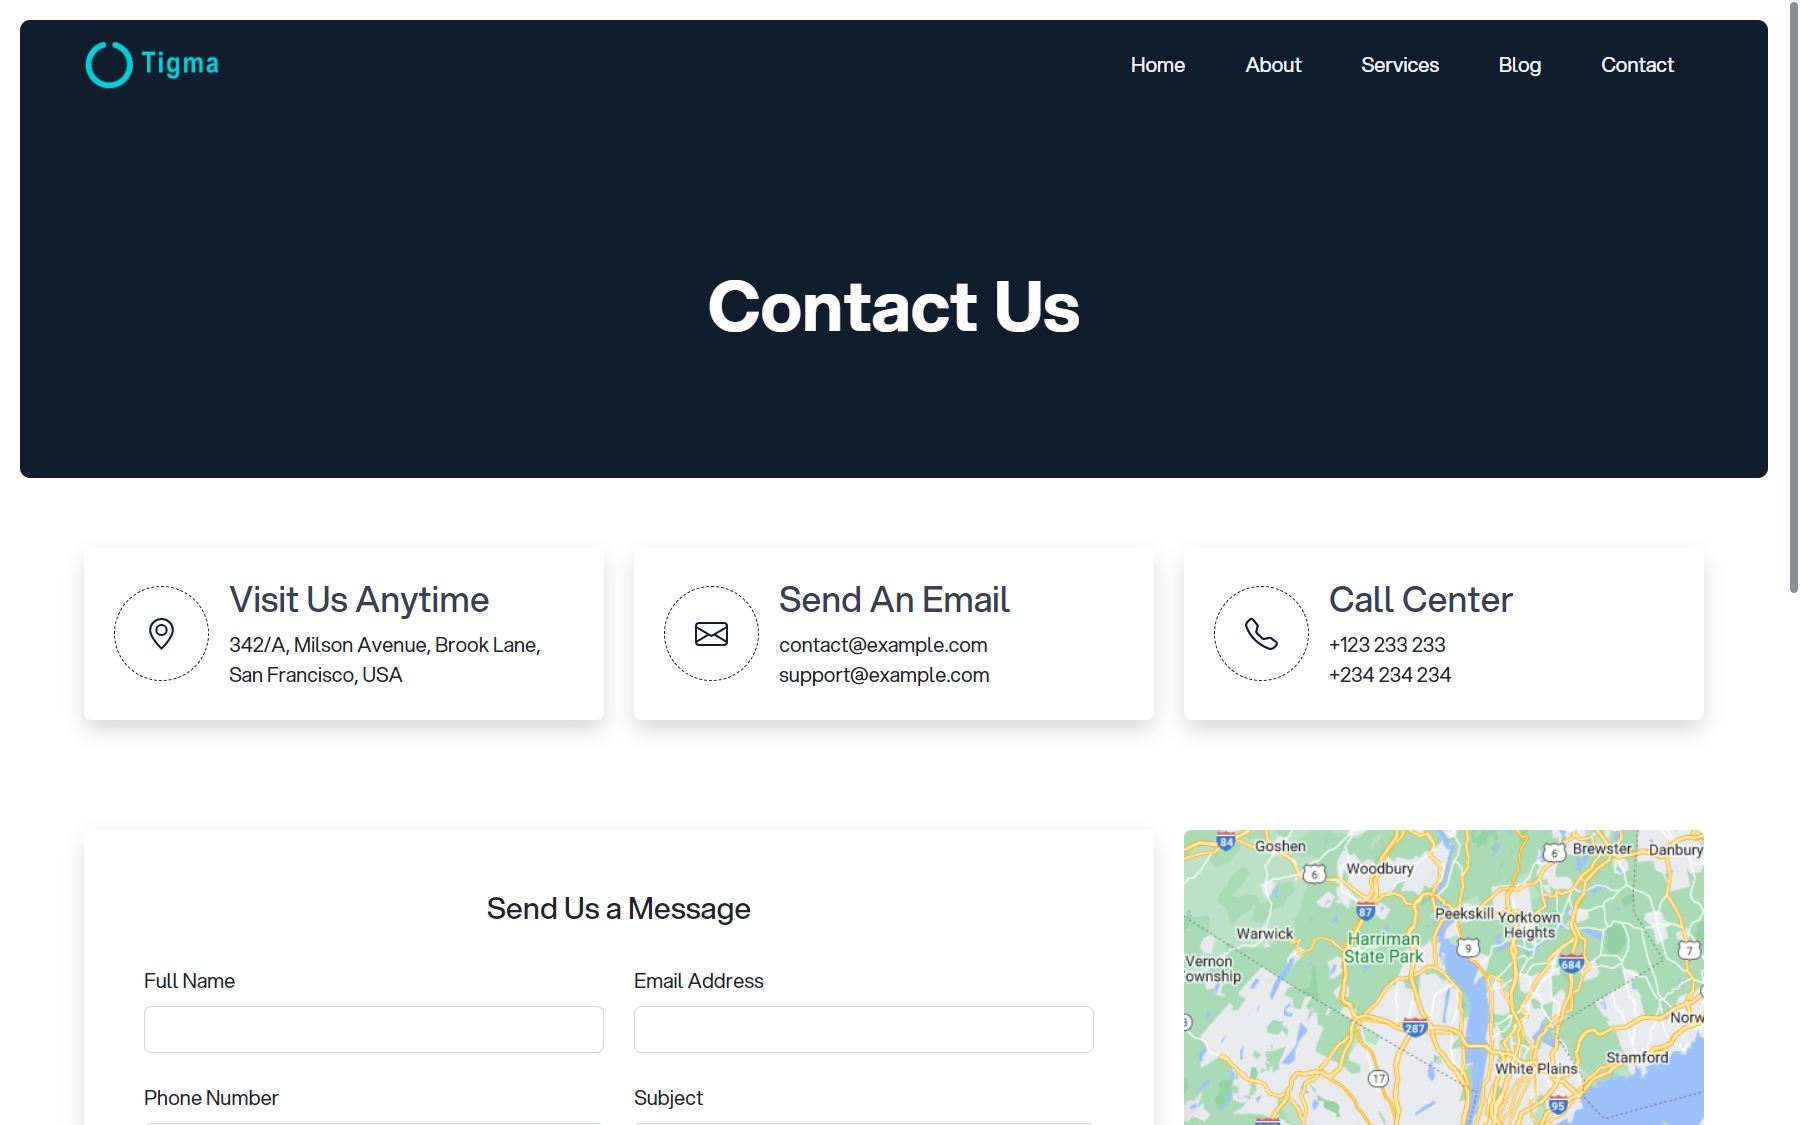 Tigma
Home About Services Blog Contact
Contact Us
Visit Us Anytime
342/A, Milson Avenue, Brook Lane,
San Francisco, USA
Send An Email
contact@example.com
support@example.com
Call Center
+123 233 233
+234 234 234
Send Us a Message
Full Name
Email Address
Phone Number
Subject
84
Goshen
6
Brewster
Danbury
Woodbury
6
87
Peekskill
Yorktown
Heights
Warwick
Harriman
State Park
9
7
Vernon
ownship
684
Norw
287
Stamford
White Plains
17
95